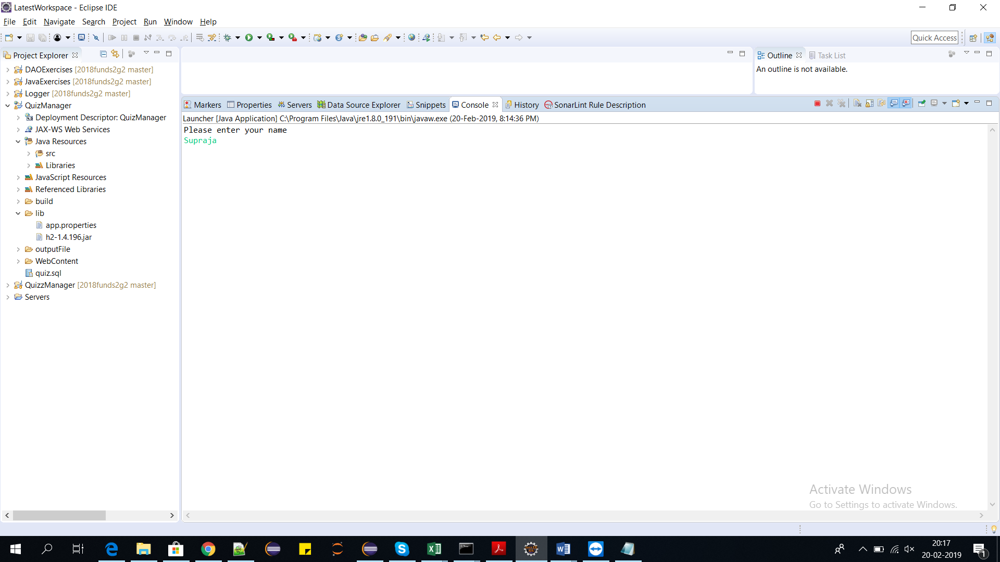 LatestWorkspace - Eclipse IDE
File Edit Navigate Search Project Run Window Help
Quick Access
Project Explorer
DAOExercises [2018funds2g2 master]
JavaExercises [2018funds2g2 master]
Logger [2018funds2g2 master]
QuizManager
Deployment Descriptor: QuizManager
JAX-WS Web Services
Java Resources
src
Libraries
JavaScript Resources
Referenced Libraries
build
lib
app.properties
h2-1.4.196.jar
outputFile
WebContent
quiz.sql
QuizzManager [2018funds2g2 master]
Servers
Outline Task List
An outline is not available.
Markers Properties Servers Data Source Explorer Snippets Console History SonarLint Rule Description
Launcher [Java Application] C:\Program Files\Java\jre1.8.0_191\bin\javaw.exe (20-Feb-2019, 8:14:36 PM)
Please enter your name
Supraja
Activate Windows
Go to Settings to activate Windows.
20:17
20-02-2019
1